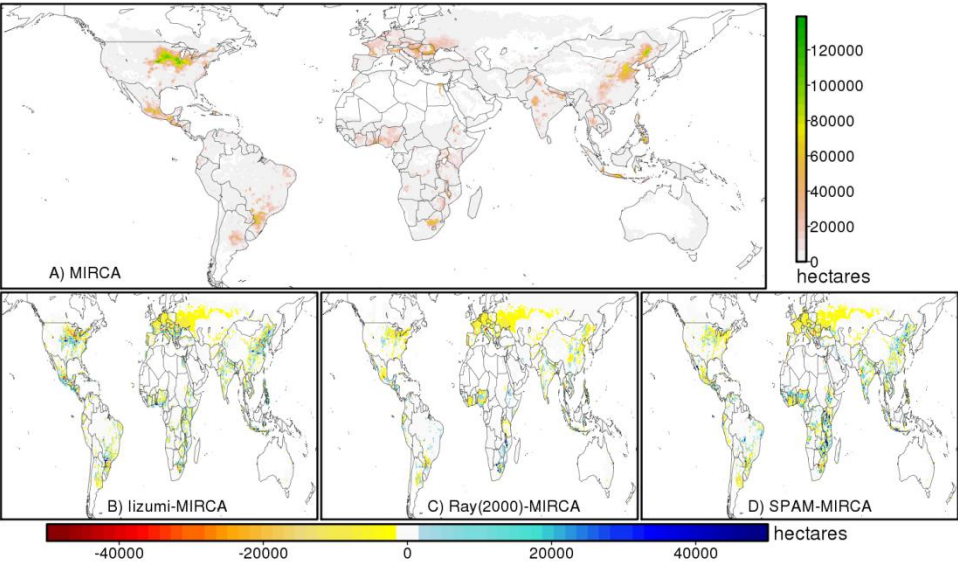 120000
100000
80000
60000
40000
20000
0
hectares
A) MIRCA
B) Iizumi-MIRCA
C) Ray(2000)-MIRCA
D) SPAM-MIRCA
hectares
-40000 -20000 0 20000 40000